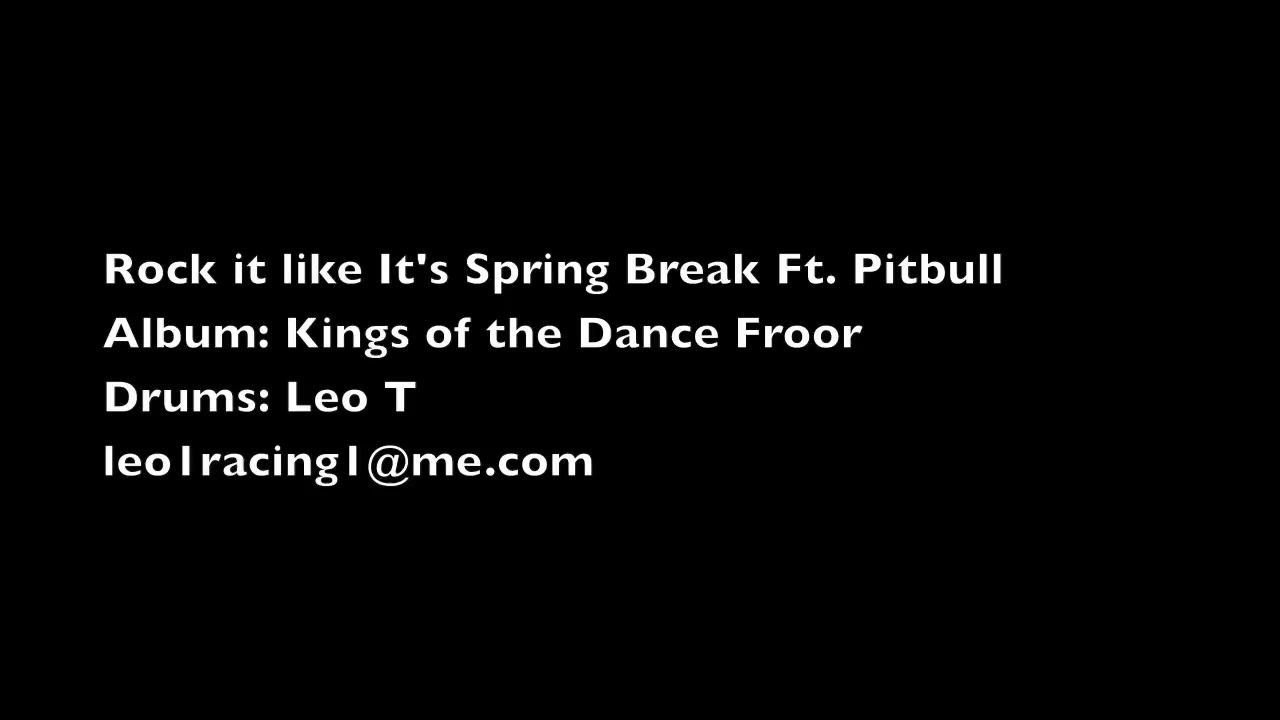 Rock it like It's Spring Break Ft. Pitbull
Album: Kings of the Dance Froor
Drums: Leo T
leo1racing1@me.com